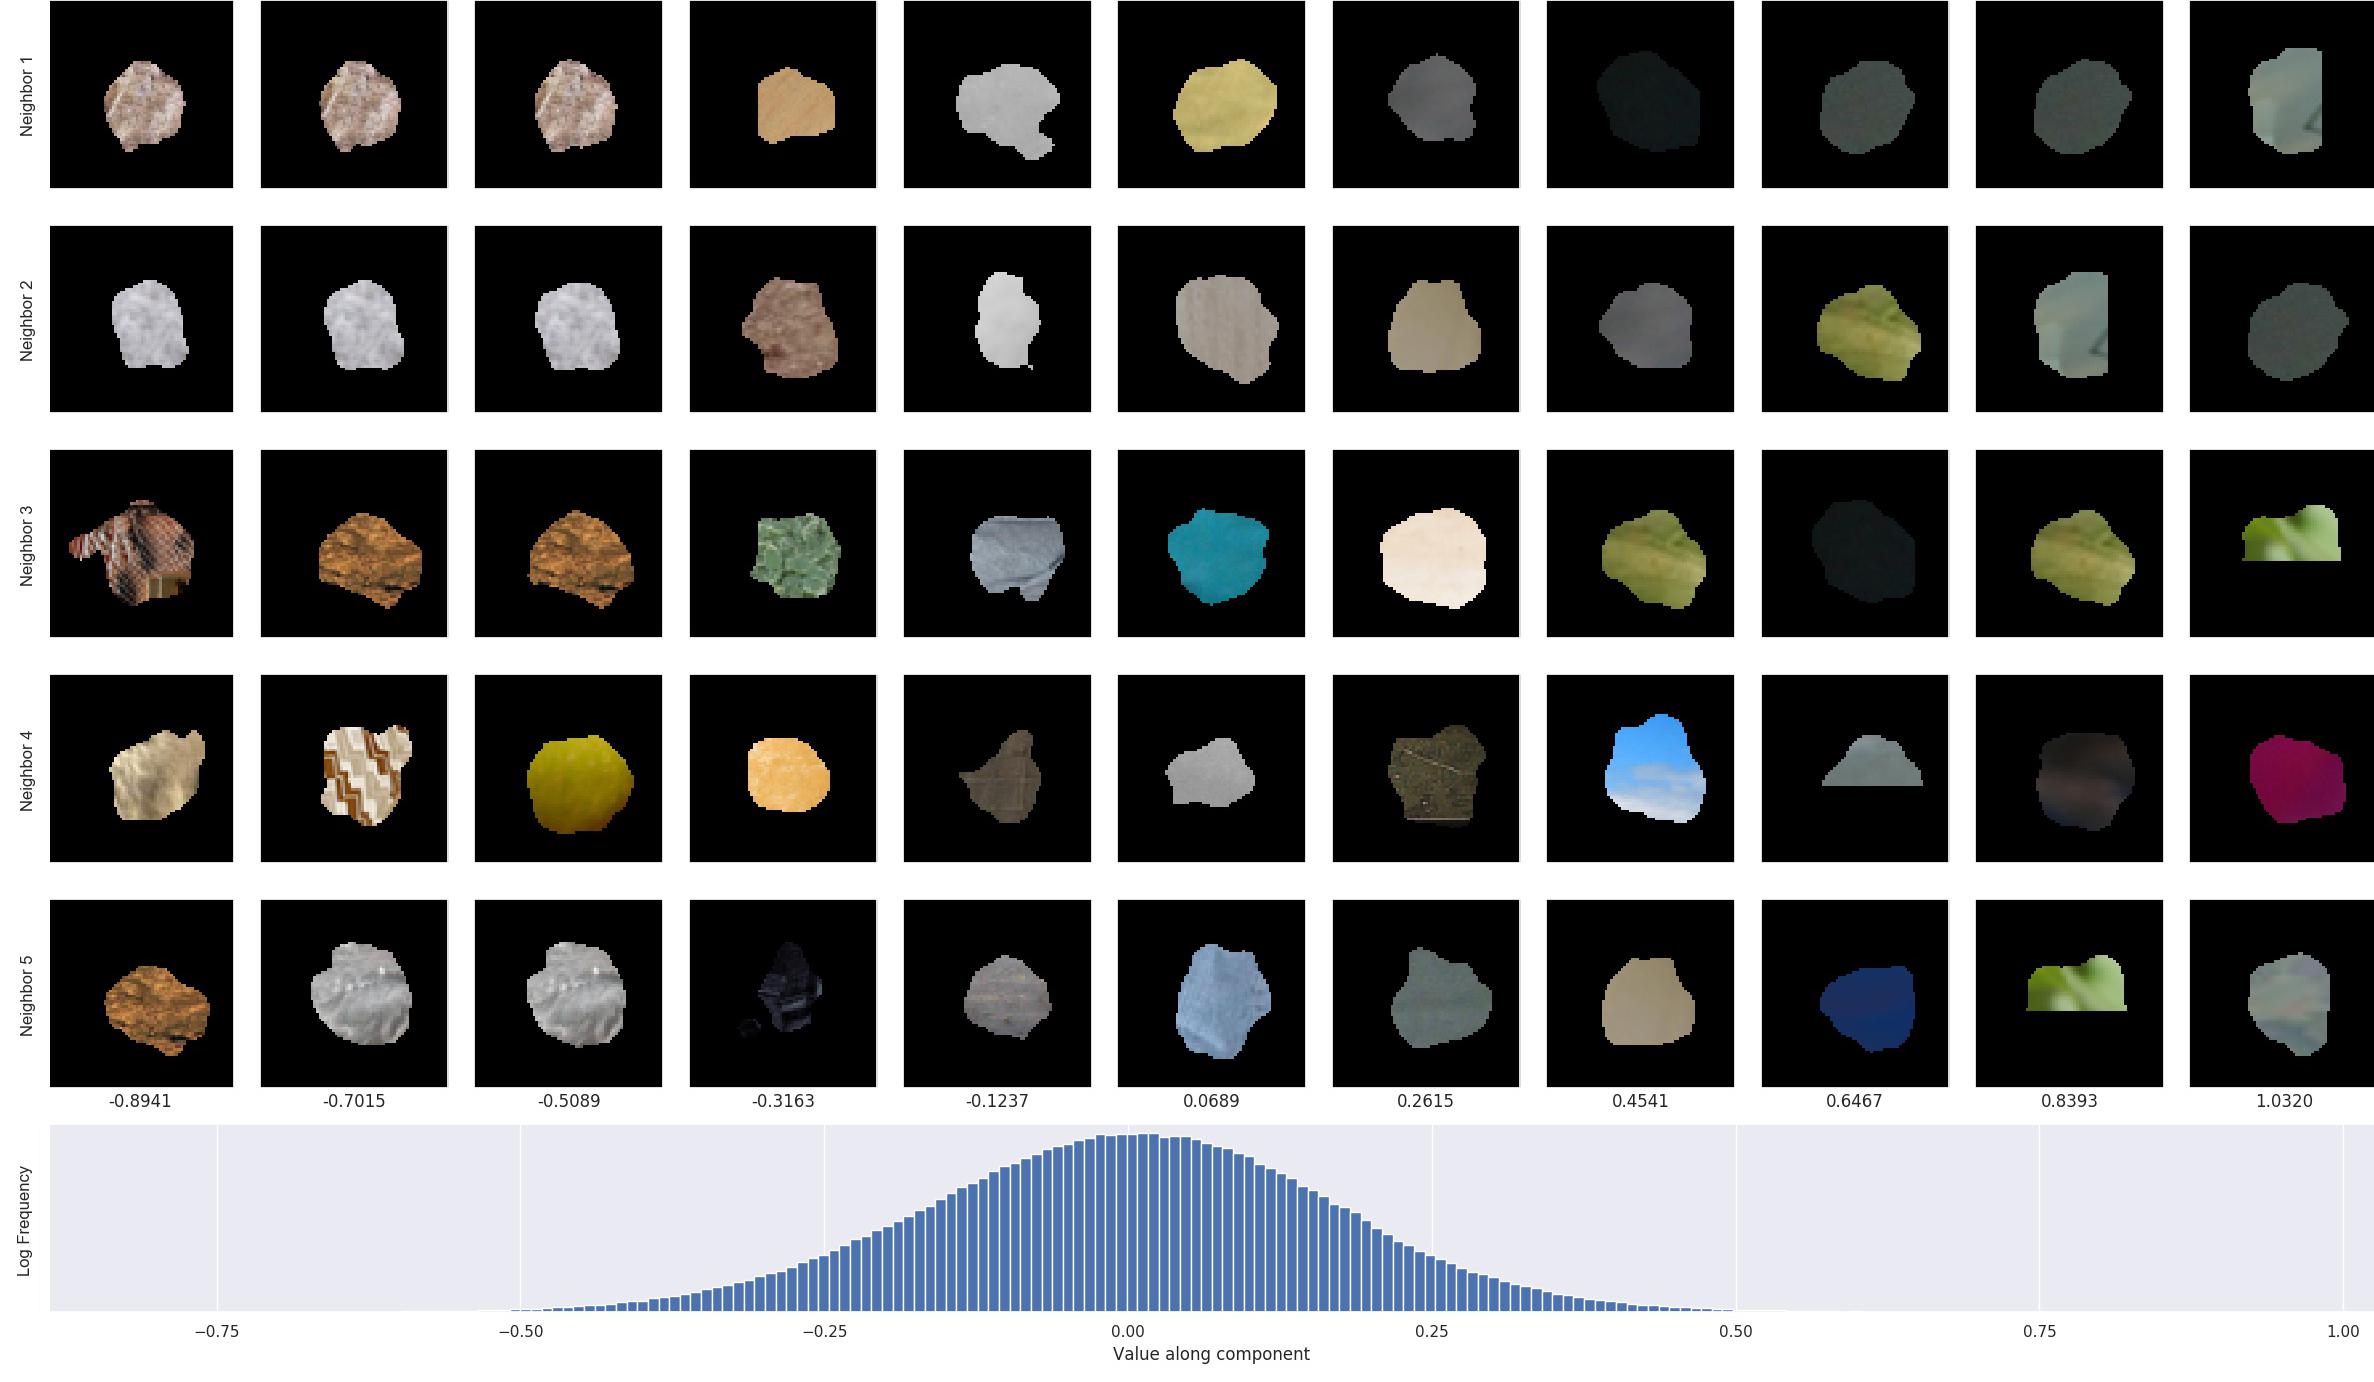 Neighbor 1
Neighbor 2
Neighbor 3
Neighbor 4
Neighbor 5
-0.8941 -0.7015 -0.5089 -0.3163 -0.1237 0.0689 0.2615 0.4541 0.6467 0.8393 1.0320
Log Frequency
−0.75 −0.50 −0.25 0.00 0.25 0.50 0.75 1.00
Value along component